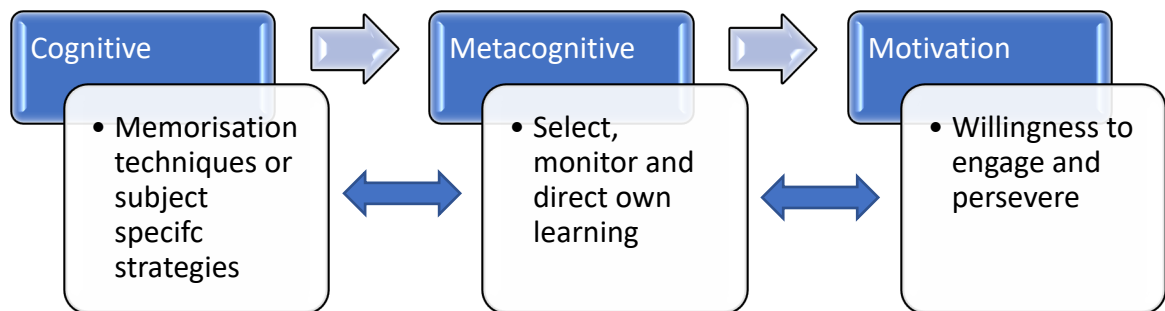 Cognitive
• Memorisation
techniques or
subject
specifc
strategies
Metacognitive
• Select,
monitor and
direct own
learning
Motivation
• Willingness to
engage and
persevere